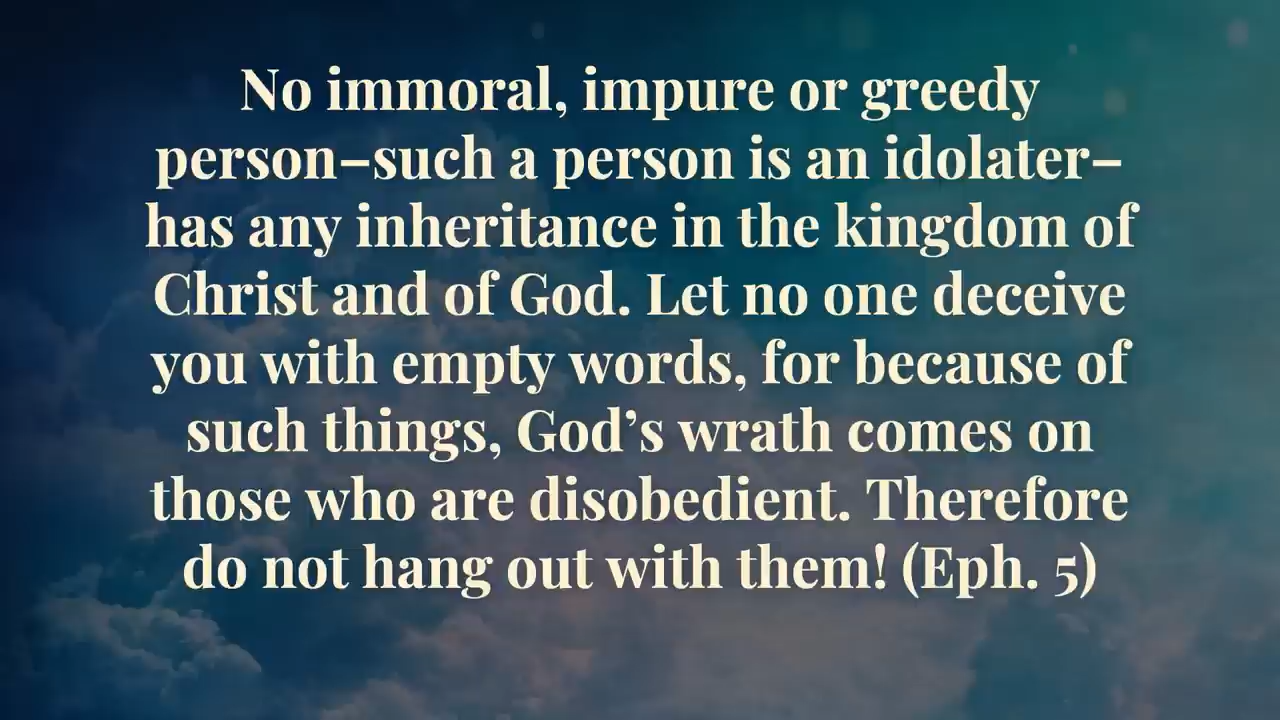 No immoral, impure or greedy
person–such a person is an idolater–
has any inheritance in the kingdom of
Christ and of God. Let no one deceive
you with empty words, for because of
such things, God’s wrath comes on
those who are disobedient. Therefore
do not hang out with them! (Eph. 5)